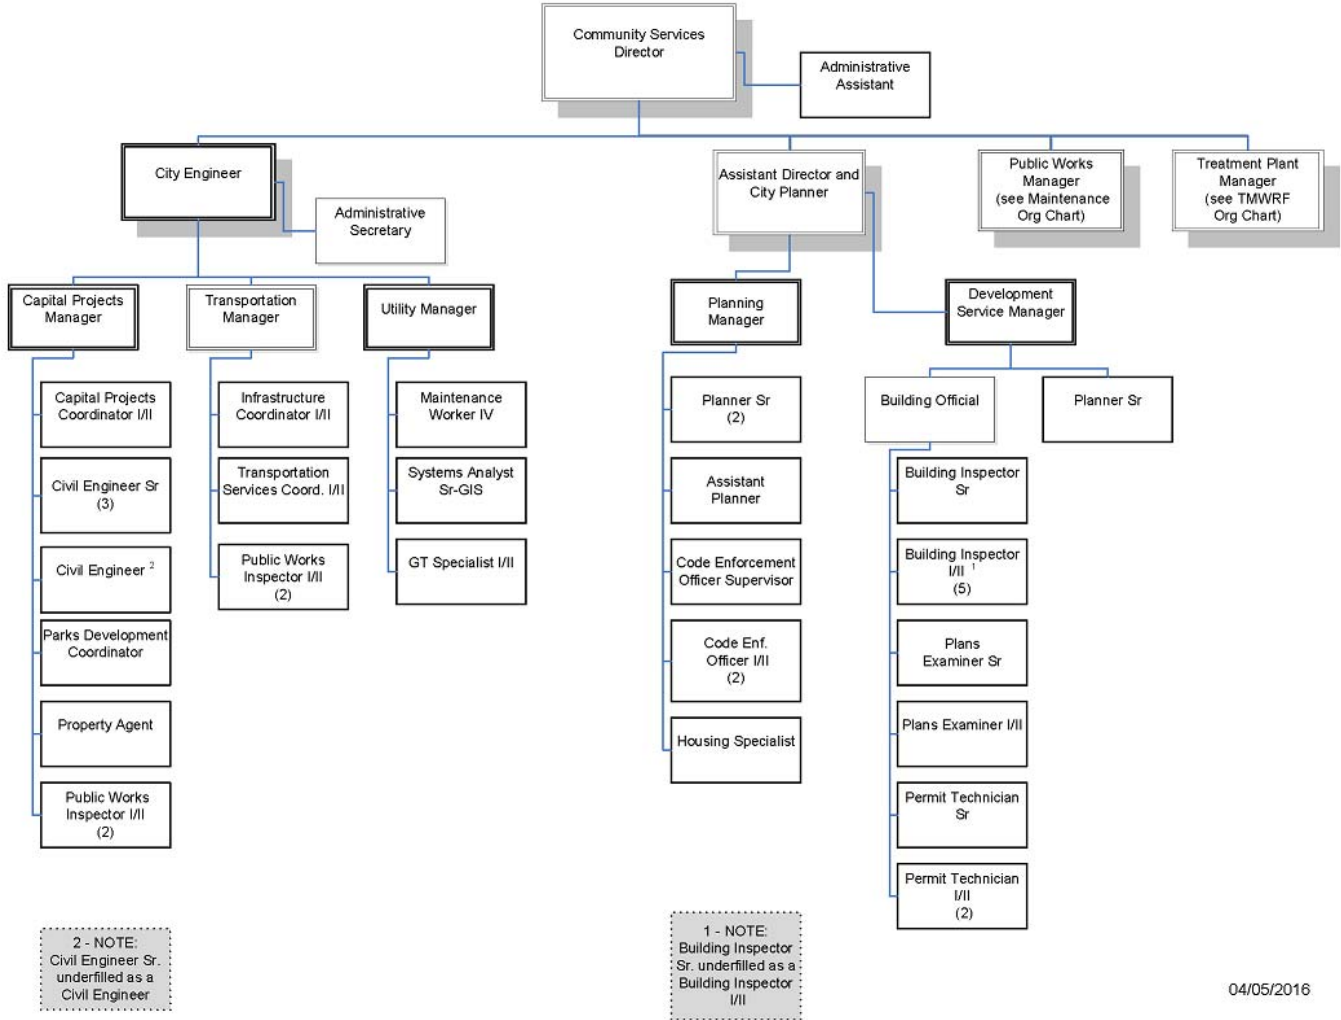 Community Services
Director
Administrative
Assistant
City Engineer
Administrative
Secretary
Assistant Director and
City Planner
Public Works
Manager
(see Maintenance
Org Chart)
Treatment Plant
Manager
(see TMWRF
Org Chart)
Capital Projects
Manager
Transportation
Manager
Utility Manager
Planning
Manager
Development
Service Manager
Capital Projects
Coordinator I/II
Civil Engineer Sr
(3)
Civil Engineer 2
Parks Development
Coordinator
Property Agent
Public Works
Inspector I/II
(2)
Infrastructure
Coordinator I/II
Transportation
Services Coord. I/II
Public Works
Inspector I/II
(2)
Maintenance
Worker IV
Systems Analyst
Sr-GIS
GT Specialist I/II
Planner Sr
(2)
Assistant
Planner
Code Enforcement
Officer Supervisor
Code Enf.
Officer I/II
(2)
Housing Specialist
Building Official
Planner Sr
Building Inspector
Sr
Building Inspector
I/II 1
(5)
Plans
Examiner Sr
Plans Examiner I/II
Permit Technician
Sr
Permit Technician
I/II
(2)
2 - NOTE:
Civil Engineer Sr.
underfilled as a
Civil Engineer
1 - NOTE:
Building Inspector
Sr. underfilled as a
Building Inspector
I/II
04/05/2016